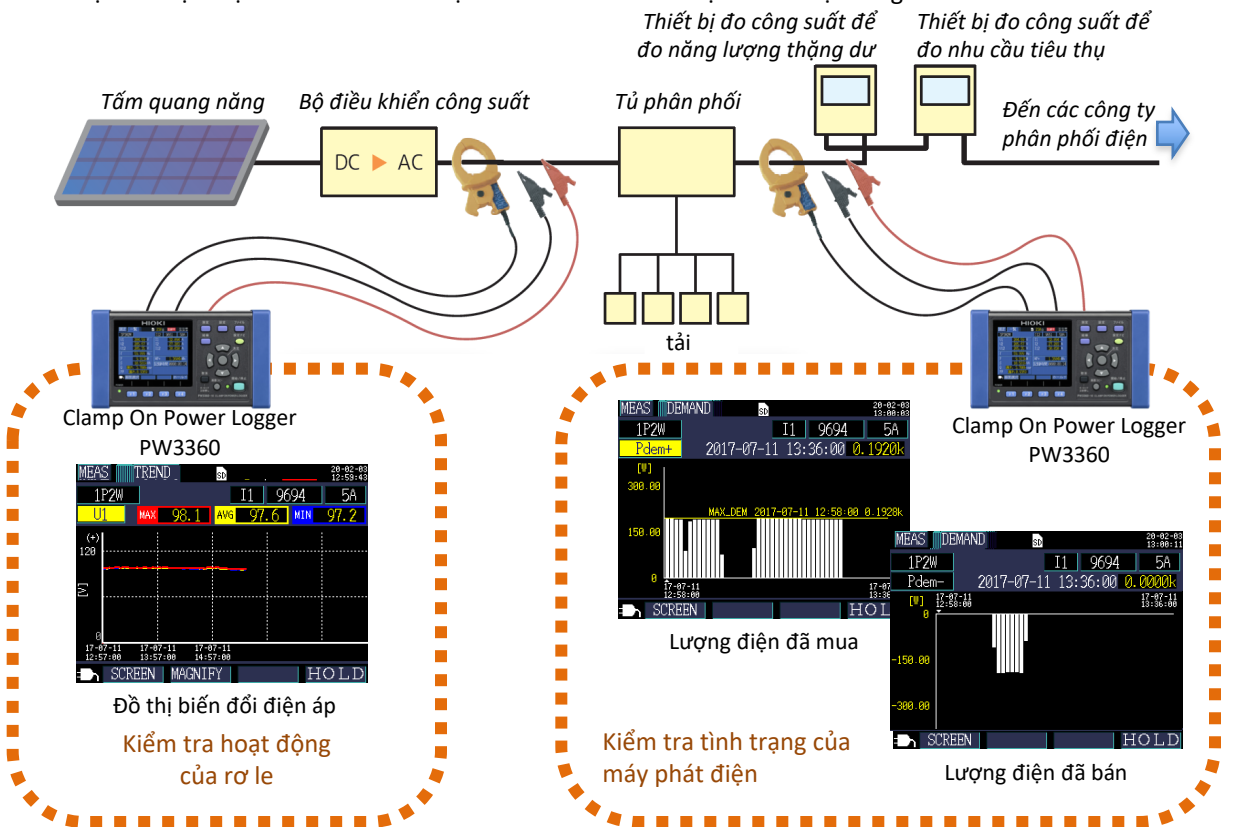 Thiết bị đo công suất để
đo năng lượng thặng dư
Thiết bị đo công suất để
đo nhu cầu tiêu thụ
Tấm quang năng
Bộ điều khiển công suất
Tủ phân phối
Đến các công ty
phân phối điện
DC ▶ AC
tải
HIOKI
HIOKI
Clamp On Power Logger
PW3360
Clamp On Power Logger
PW3360
MEAS TREND SD 20-02-03
12:59:43
1P2W I1 9694 5A
U1 MAX 98.1 AVG 97.6 MIN 97.2
(+)
120
[V]
0
17-07-11 17-07-11 17-07-11
12:57:00 13:57:00 14:57:00
SCREEN MAGNIFY HOLD
Đồ thị biến đổi điện áp
Kiểm tra hoạt động
của rơ le
MEAS DEMAND SD 20-02-03
13:00:03
1P2W I1 9694 5A
Pdem+ 2017-07-11 13:36:00 0.1920k
[W]
300.00
MAX_DEM 2017-07-11 12:58:00 0.1928k
150.00
0
17-07-11 17-07
12:58:00 13:36
SCREEN HOL
Lượng điện đã mua
MEAS DEMAND SD 20-02-03
13:00:11
1P2W I1 9694 5A
Pdem- 2017-07-11 13:36:00 0.0000k
[W] 17-07-11 17-07-11
12:58:00 13:36:00
0
-150.00
-300.00
SCREEN HOLD
Lượng điện đã bán
Kiểm tra tình trạng của
máy phát điện